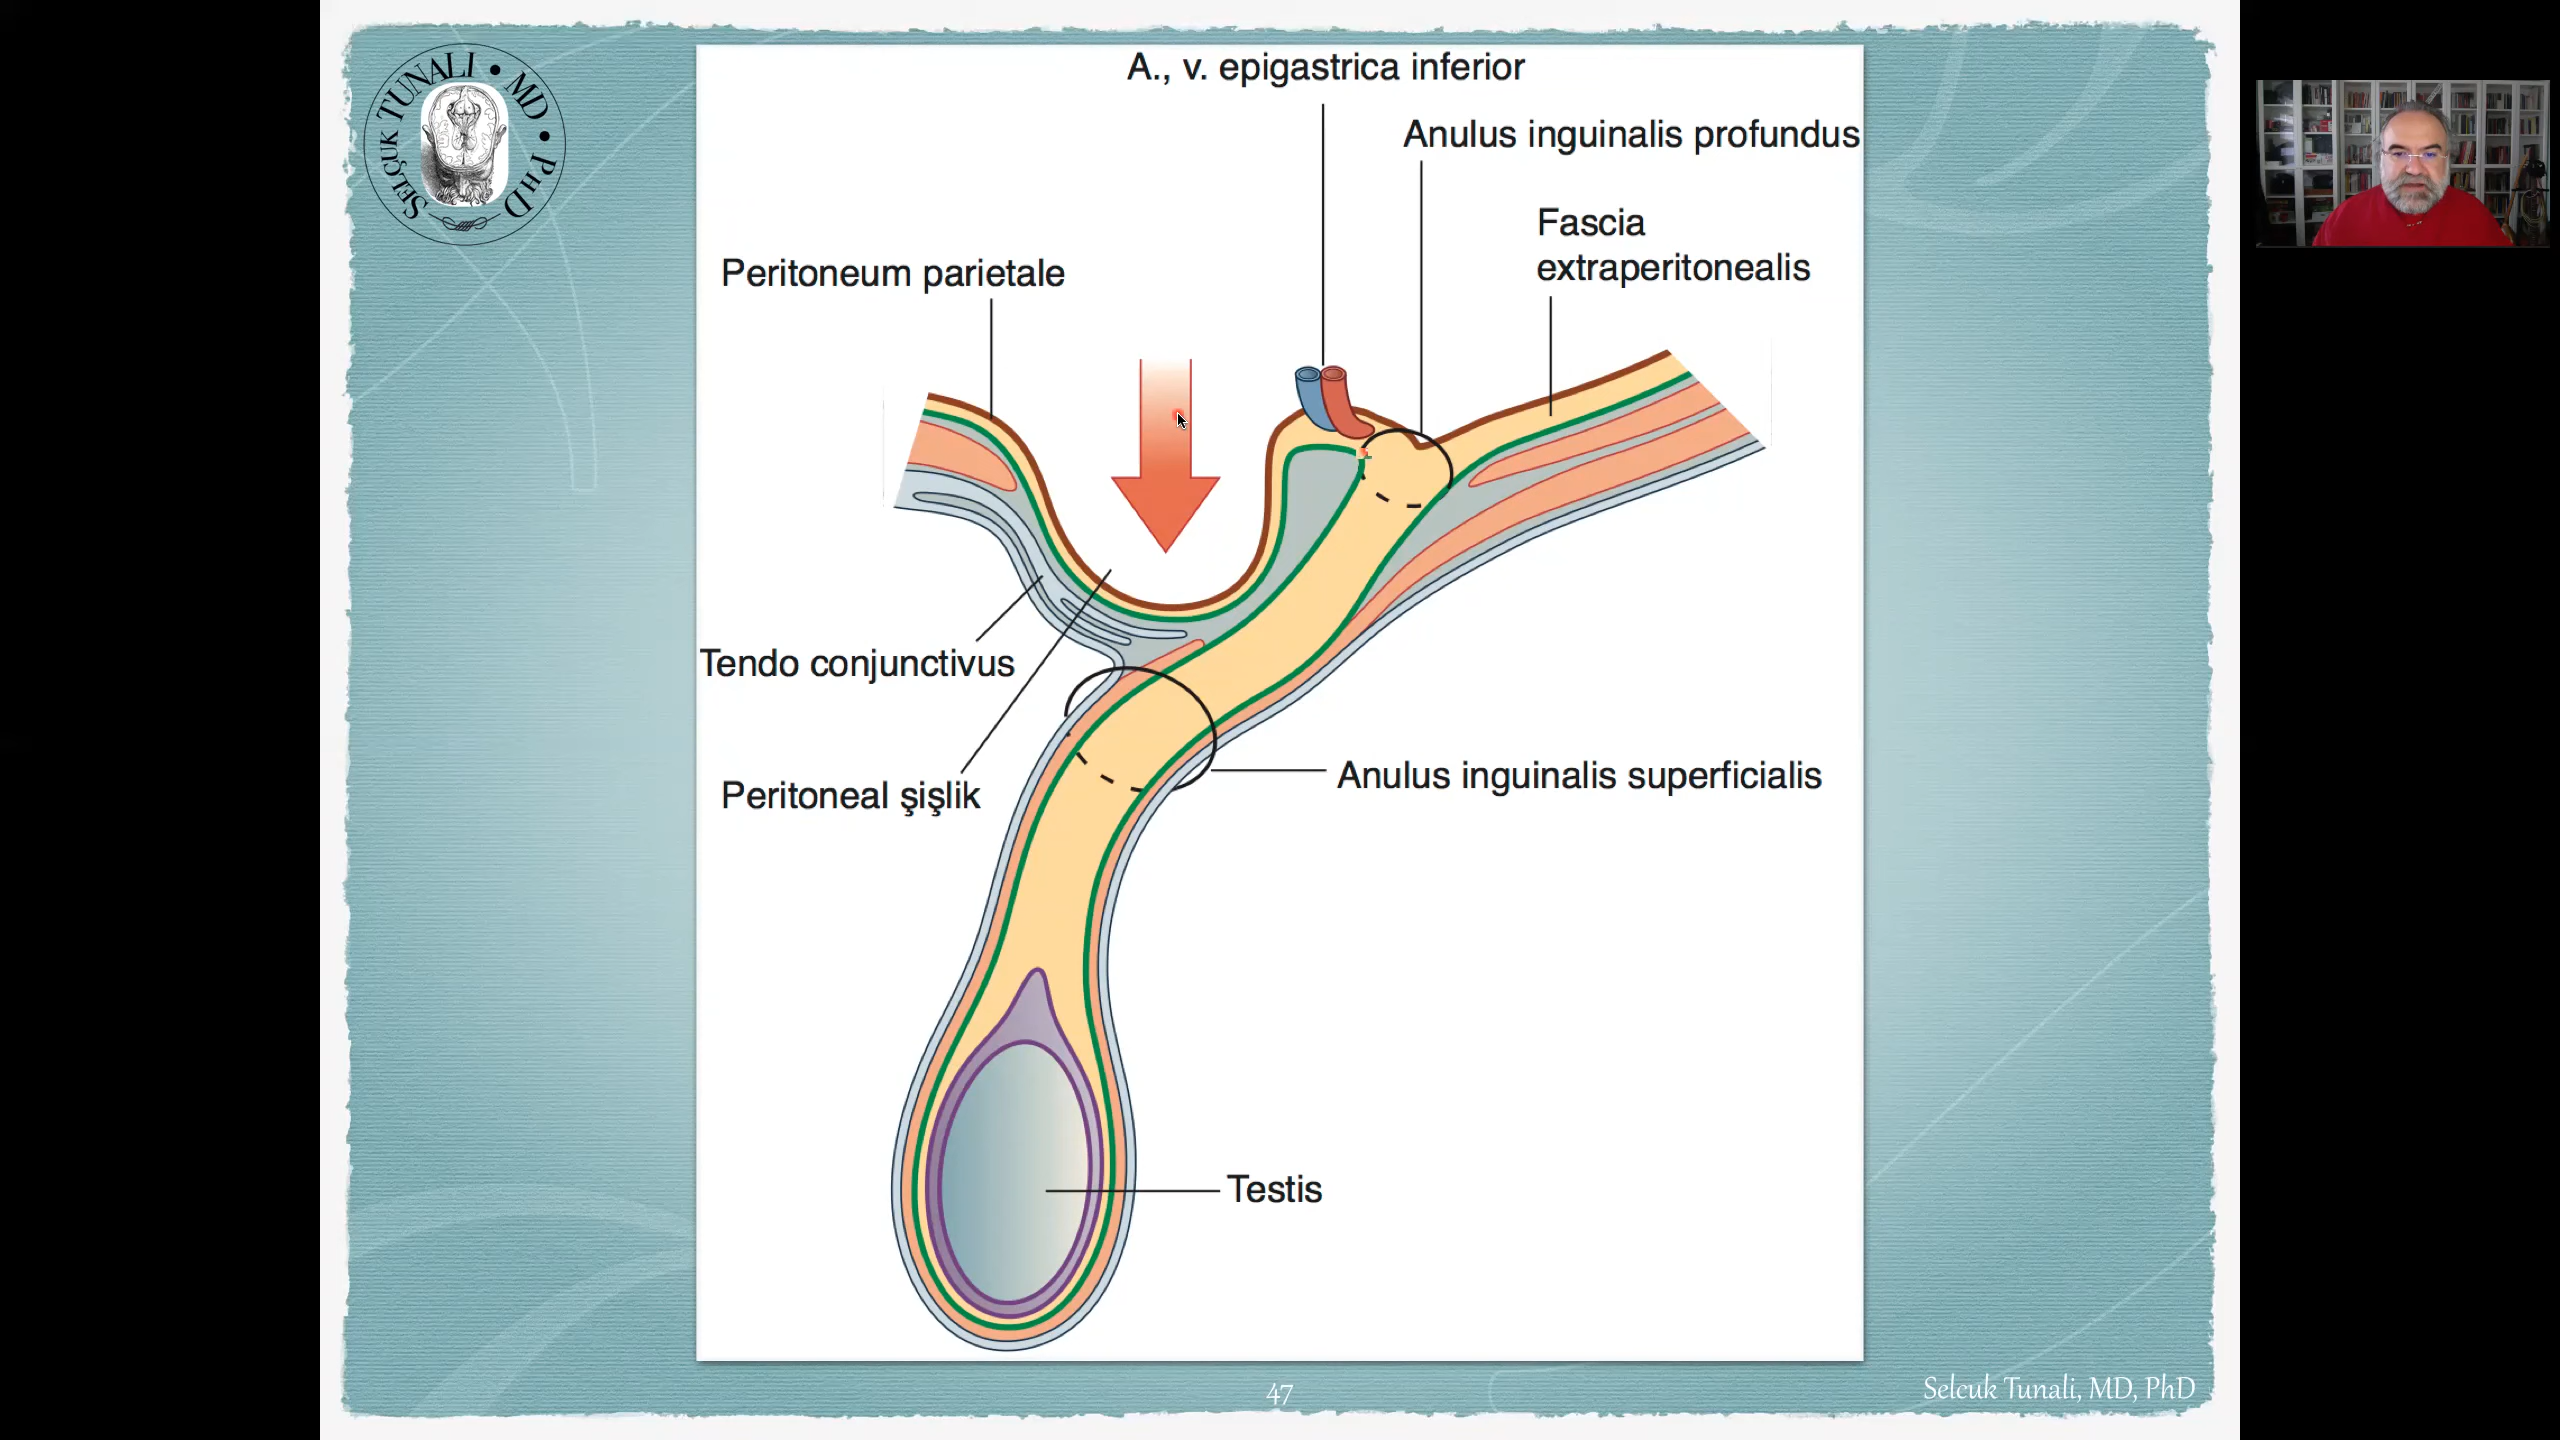 SELÇUK TUNALI • MD • PhD
A., v. epigastrica inferior
Anulus inguinalis profundus
Fascia
extraperitonealis
Peritoneum parietale
Tendo conjunctivus
Peritoneal şişlik
Anulus inguinalis superficialis
Testis
47
Selcuk Tunali, MD, PhD